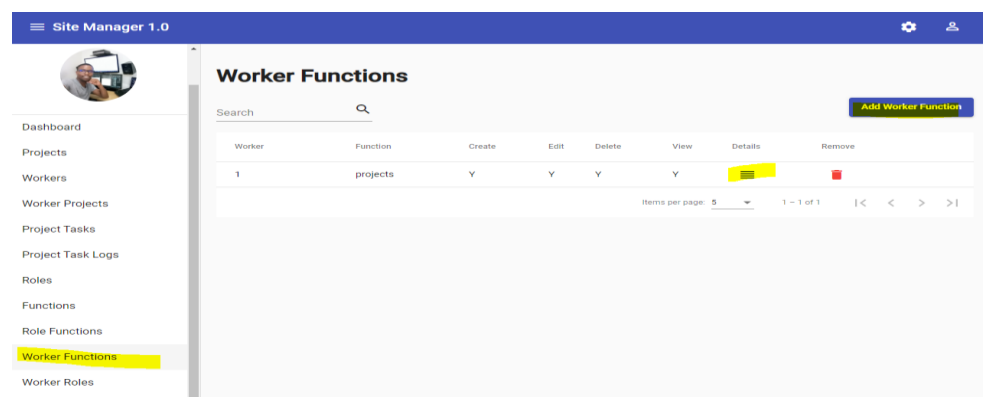 Site Manager 1.0
Worker Functions
Search
Add Worker Function
Dashboard
Projects
Workers
Worker Projects
Project Tasks
Project Task Logs
Roles
Functions
Role Functions
Worker Functions
Worker Roles
Worker Function Create Edit Delete View Details Remove
1 projects Y Y Y Y
Items per page: 5 1 – 1 of 1